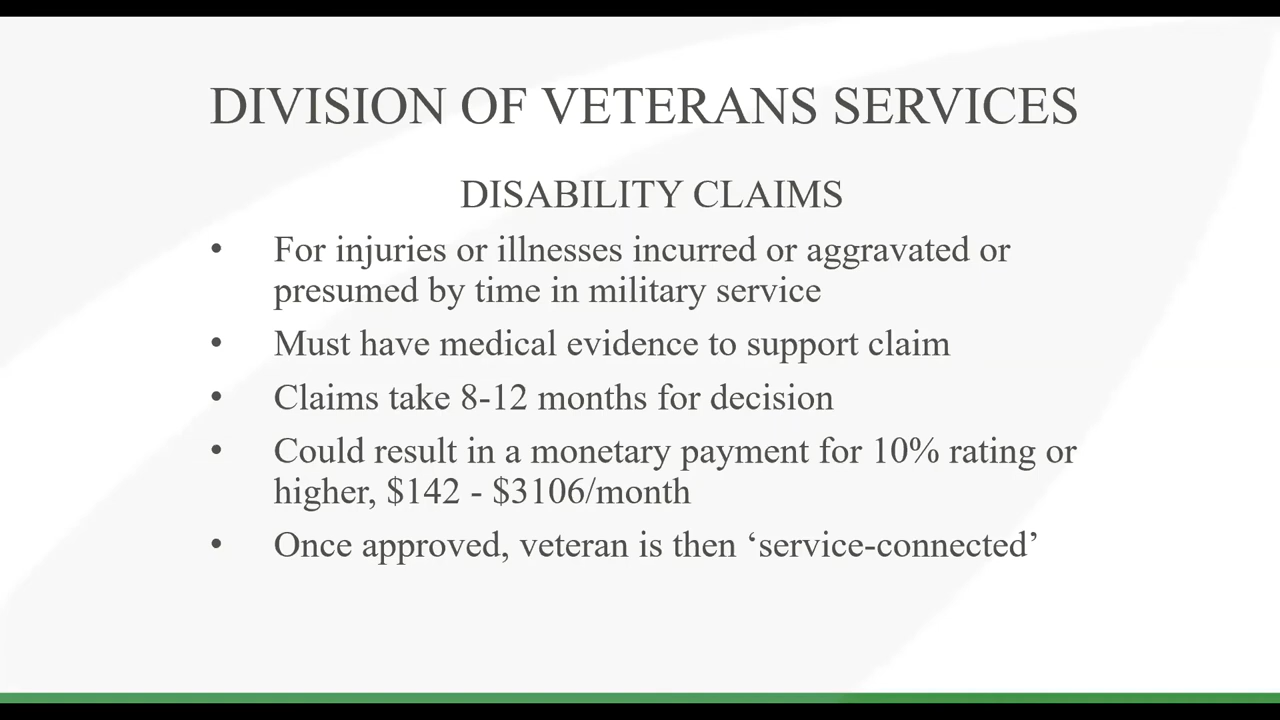 DIVISION OF VETERANS SERVICES
DISABILITY CLAIMS
• For injuries or illnesses incurred or aggravated or
presumed by time in military service
• Must have medical evidence to support claim
• Claims take 8-12 months for decision
• Could result in a monetary payment for 10% rating or
higher, $142 - $3106/month
• Once approved, veteran is then ‘service-connected’